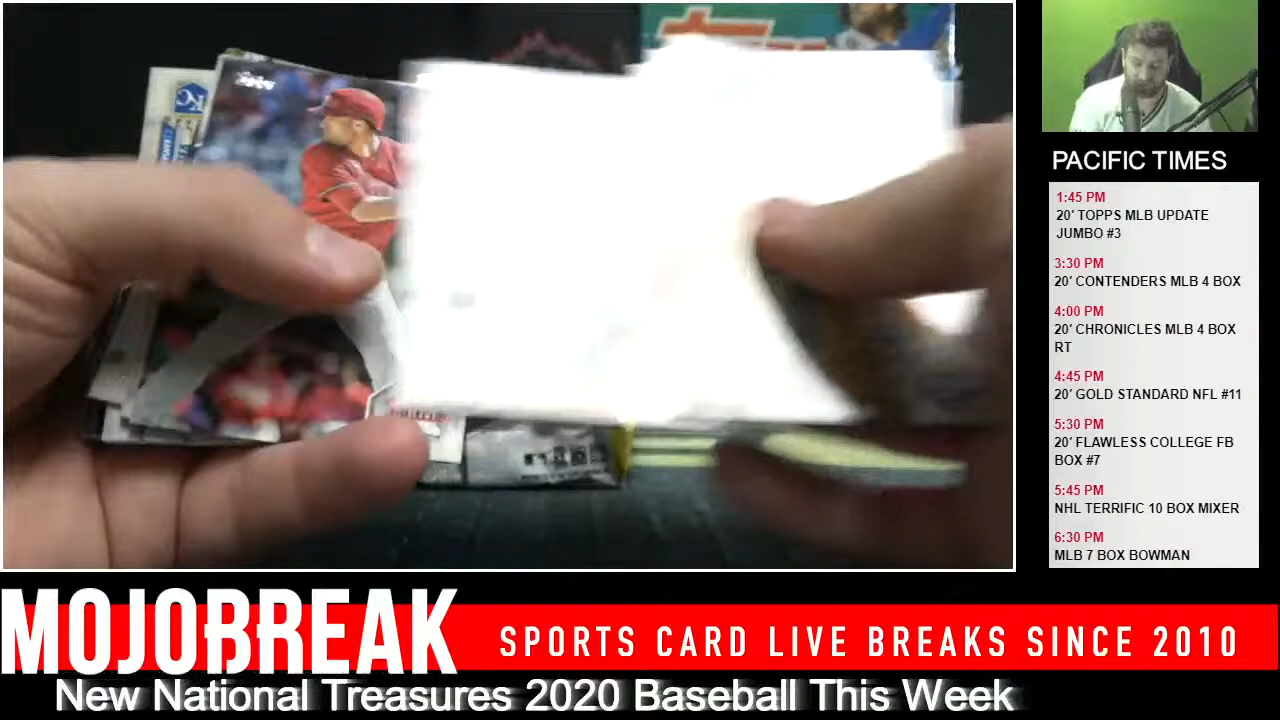 Topps
KC
PACIFIC TIMES
1:45 PM
20' TOPPS MLB UPDATE
JUMBO #3
3:30 PM
20' CONTENDERS MLB 4 BOX
4:00 PM
20' CHRONICLES MLB 4 BOX
RT
4:45 PM
20' GOLD STANDARD NFL #11
5:30 PM
20' FLAWLESS COLLEGE FB
BOX #7
5:45 PM
NHL TERRIFIC 10 BOX MIXER
6:30 PM
MLB 7 BOX BOWMAN
MOJOBREAK
SPORTS CARD LIVE BREAKS SINCE 2010
New National Treasures 2020 Baseball This Week